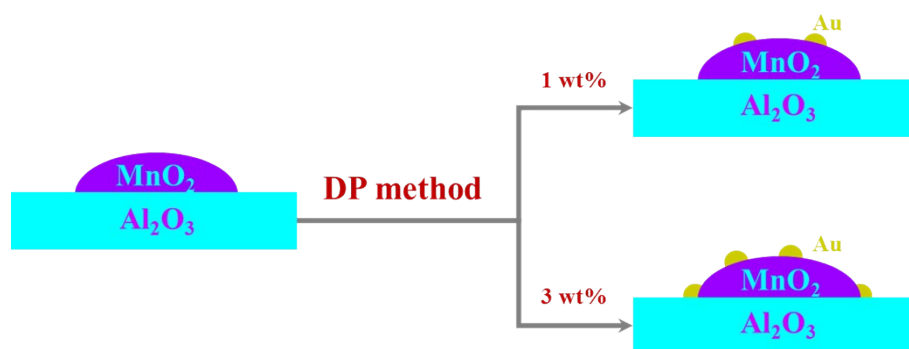 MnO₂
Al₂O₃
DP method
1 wt%
Au
MnO₂
Al₂O₃
3 wt%
Au
MnO₂
Al₂O₃